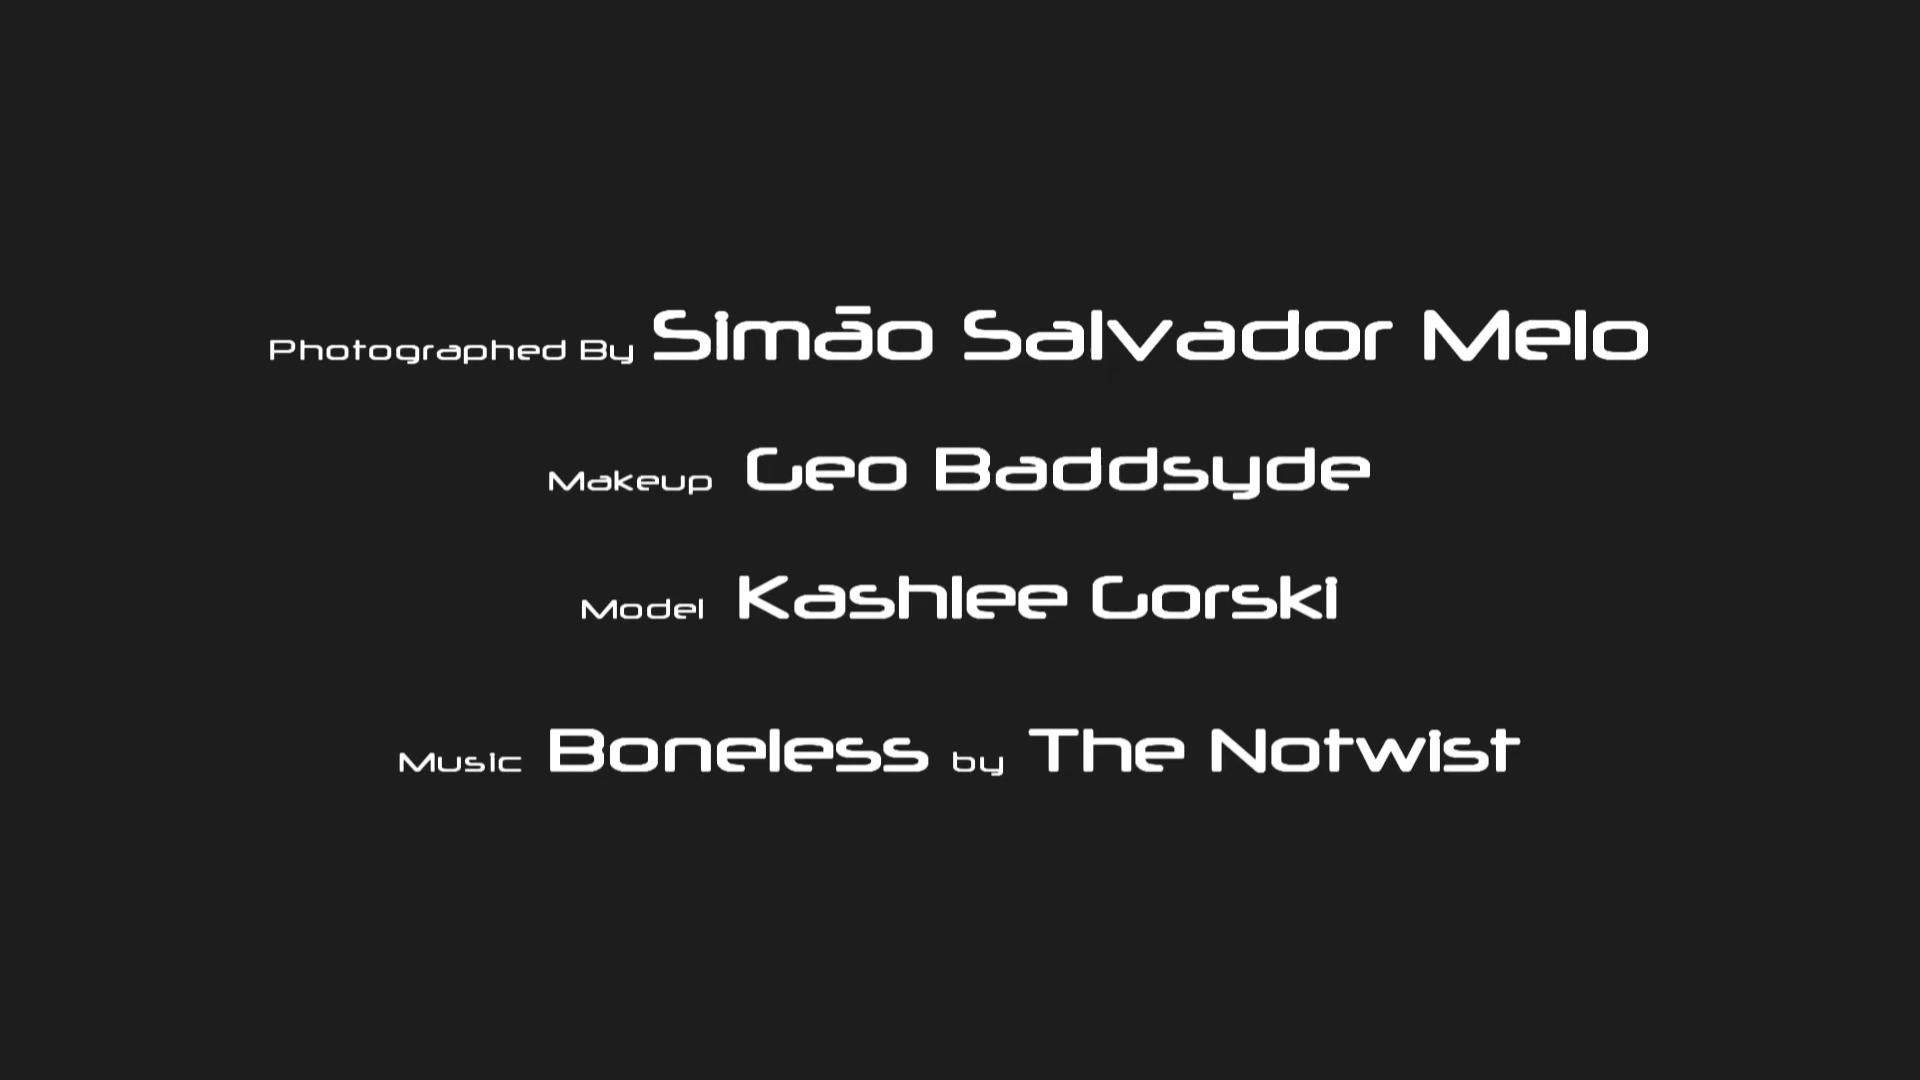 Photographed By Simão Salvador Melo
Makeup Geo Baddsyde
Model Kashlee Gorski
Music Boneless by The Notwist